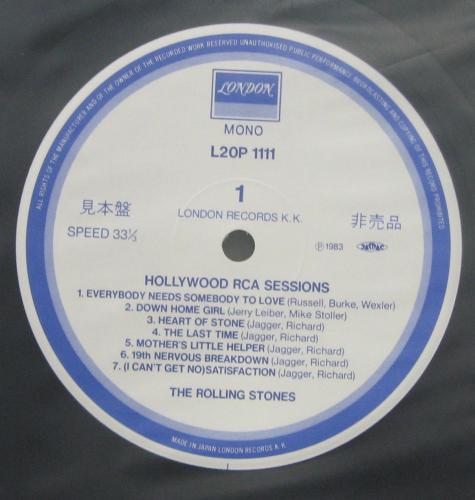 ALL RIGHTS OF THE MANUFACTURER AND OF THE OWNER OF THE RECORDED WORK RESERVED UNAUTHORISED PUBLIC PERFORMANCE BROADCASTING AND COPYING OF THIS RECORD PROHIBITED
LONDON
MONO
L20P 1111
1
LONDON RECORDS K.K.
見本盤
非売品
SPEED 33⅓
Ⓟ1983
JASRAC
HOLLYWOOD RCA SESSIONS
1. EVERYBODY NEEDS SOMEBODY TO LOVE (Russell, Burke, Wexler)
2. DOWN HOME GIRL (Jerry Leiber, Mike Stoller)
3. HEART OF STONE (Jagger, Richard)
4. THE LAST TIME (Jagger, Richard)
5. MOTHER'S LITTLE HELPER (Jagger, Richard)
6. 19th NERVOUS BREAKDOWN (Jagger, Richard)
7. (I CAN'T GET NO)SATISFACTION (Jagger, Richard)
THE ROLLING STONES
MADE IN JAPAN LONDON RECORDS K.K.